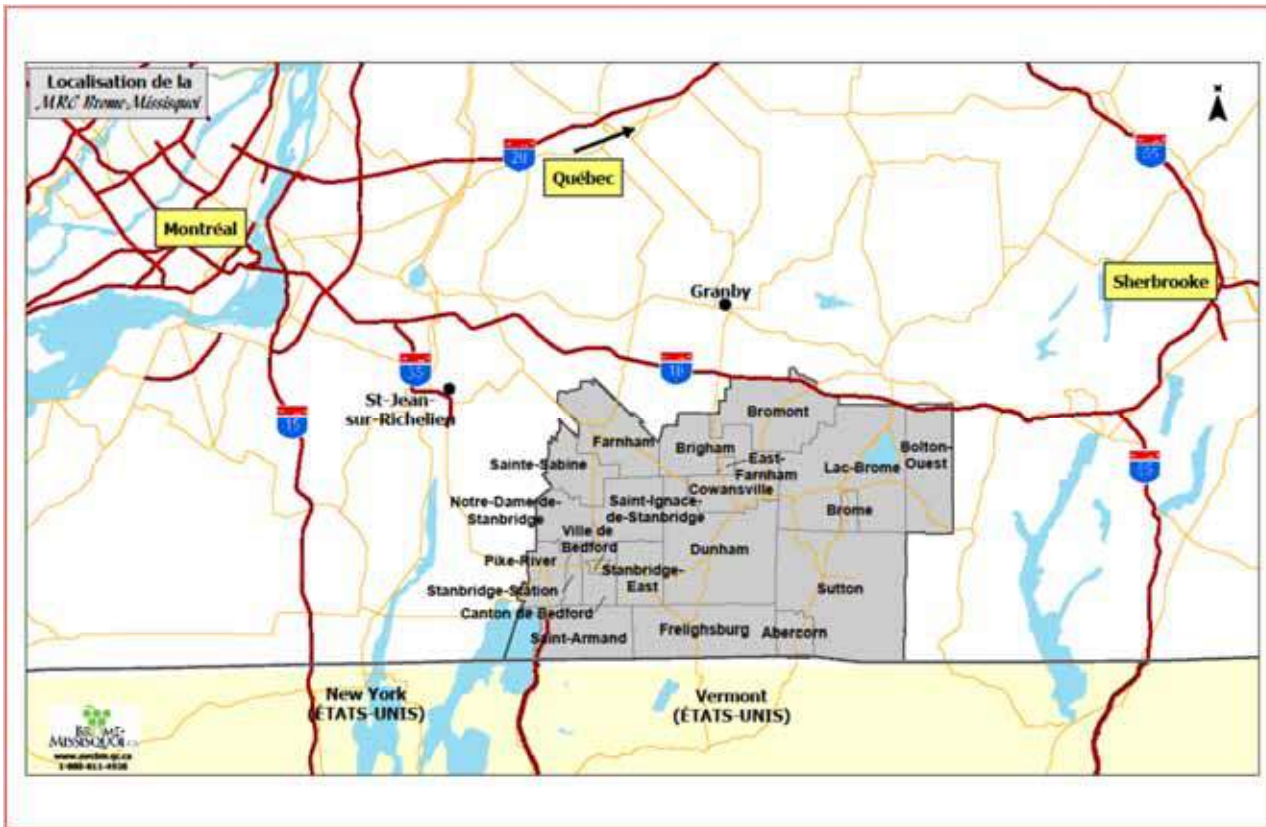 Localisation de la
MRC Brome Missisquoi
20
55
Québec
Montréal
Sherbrooke
Granby
35
10
St-Jean-
sur-Richelieu
15
Bromont
Farnham
Brigham
East-
Farnham
Bolton-
Ouest
Sainte-Sabine
Lac-Brome
55
Cowansville
Notre-Dame-de-
Stanbridge
Saint-Ignace-
de-Stanbridge
Brome
Ville de
Bedford
Dunham
Pike-River
Stanbridge-
East
Stanbridge-Station
Sutton
Canton de Bedford
Saint-Armand
Frelighsburg
Abercorn
New York
(ÉTATS-UNIS)
Vermont
(ÉTATS-UNIS)
BROME-
MISSISQUOI